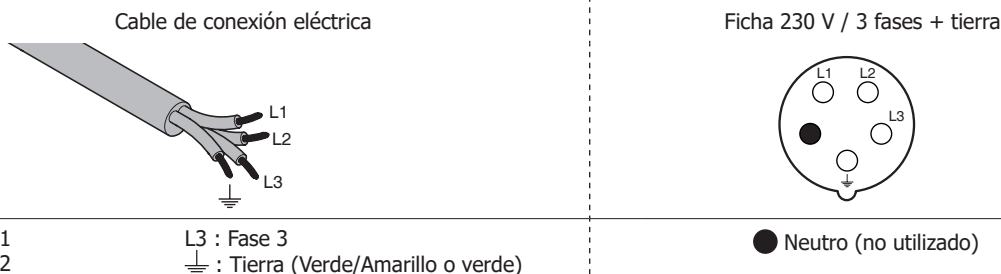 Cable de conexión eléctrica
L1
L2
L3
1
2
L3 : Fase 3
: Tierra (Verde/Amarillo o verde)
Ficha 230 V / 3 fases + tierra
L1 L2
L3
Neutro (no utilizado)